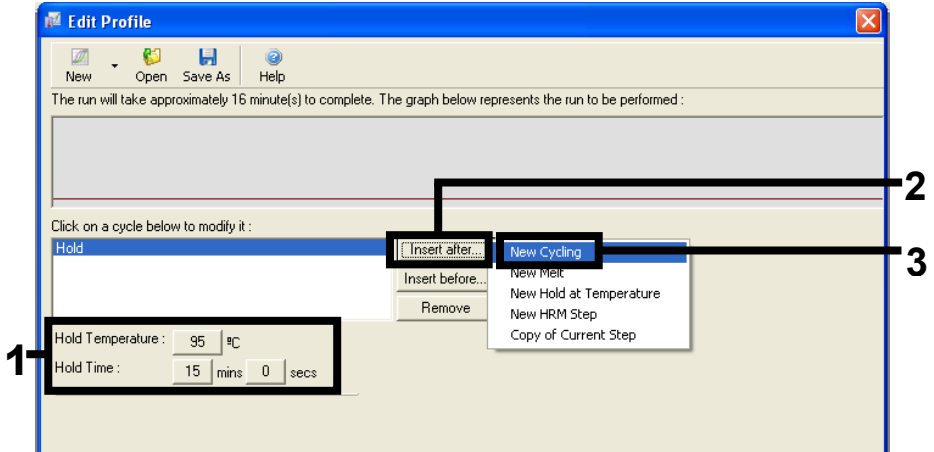 Edit Profile
New Open Save As Help
The run will take approximately 16 minute(s) to complete. The graph below represents the run to be performed :
2
Click on a cycle below to modify it :
Hold
Insert after...
New Cycling
3
Insert before...
New Melt
New Hold at Temperature
Remove
New HRM Step
Copy of Current Step
1
Hold Temperature : 95 ºC
Hold Time : 15 mins 0 secs